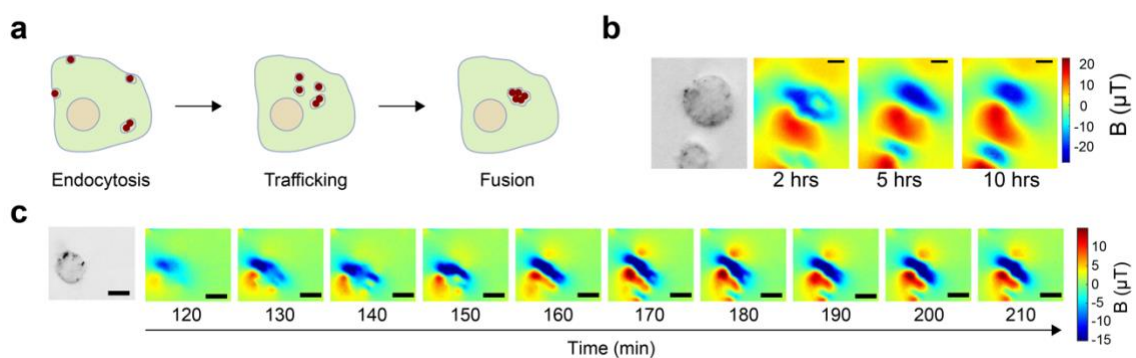 a
Endocytosis
Trafficking
Fusion
b
2 hrs
5 hrs
10 hrs
20
10
0
-10
-20
B (µT)
c
120
130
140
150
160
170
180
190
200
210
Time (min)
10
5
0
-5
-10
-15
B (µT)